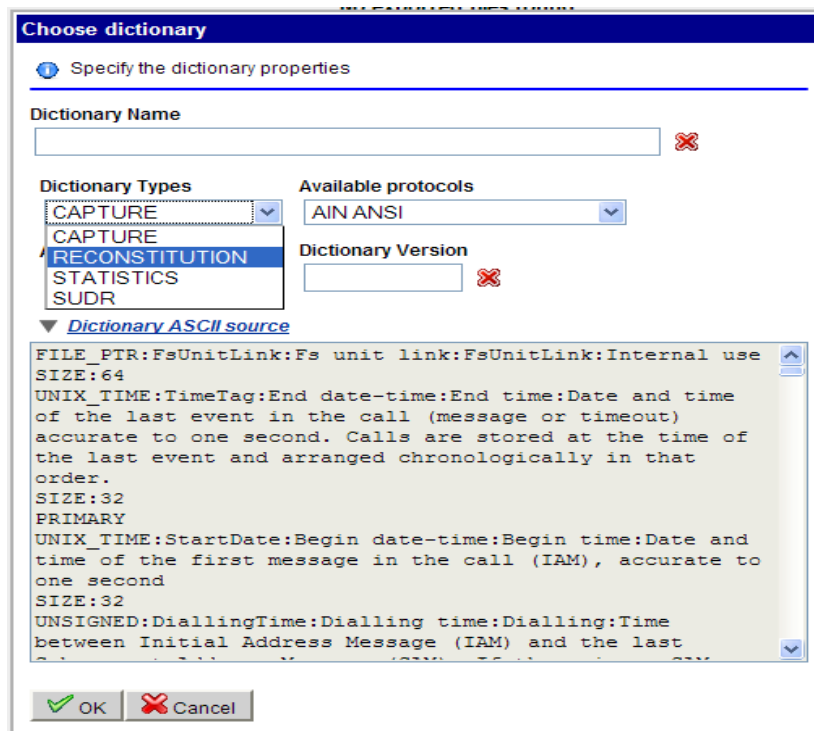 No exported files found
Choose dictionary
Specify the dictionary properties
Dictionary Name
Dictionary Types
Available protocols
CAPTURE
AIN ANSI
CAPTURE
RECONSTITUTION
STATISTICS
SUDR
Dictionary Version
Dictionary ASCII source
FILE_PTR:FsUnitLink:Fs unit link:FsUnitLink:Internal use
SIZE:64
UNIX_TIME:TimeTag:End date-time:End time:Date and time
of the last event in the call (message or timeout)
accurate to one second. Calls are stored at the time of
the last event and arranged chronologically in that
order.
SIZE:32
PRIMARY
UNIX_TIME:StartDate:Begin date-time:Begin time:Date and
time of the first message in the call (IAM), accurate to
one second
SIZE:32
UNSIGNED:DiallingTime:Dialling time:Dialling:Time
between Initial Address Message (IAM) and the last
OK
Cancel